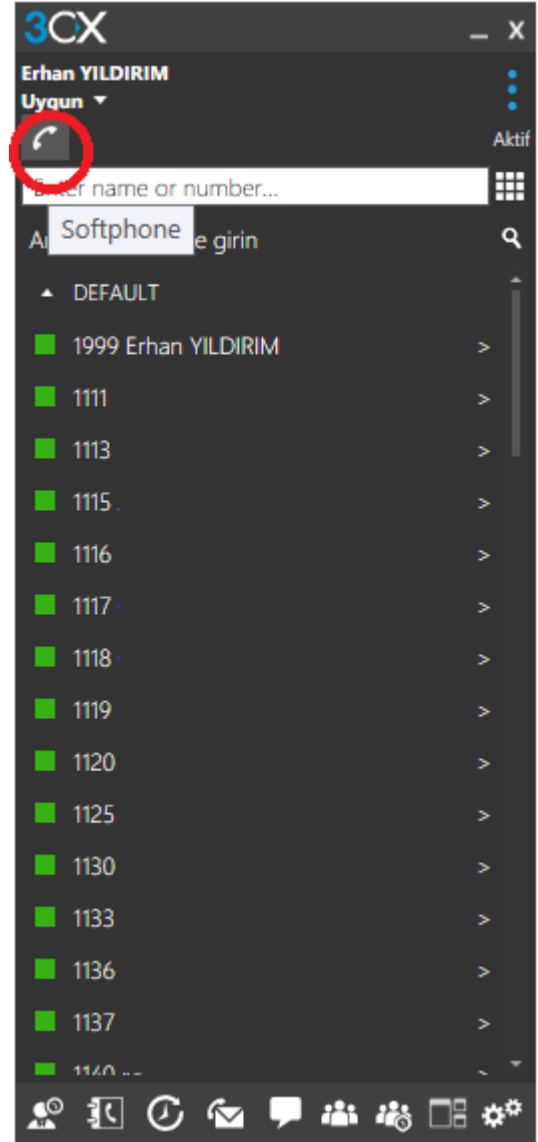 3CX
Erhan YILDIRIM
Uygun
Aktif
Enter name or number...
Softphone
e girin
DEFAULT
1999 Erhan YILDIRIM >
1111 >
1113 >
1115 >
1116 >
1117 >
1118 >
1119 >
1120 >
1125 >
1130 >
1133 >
1136 >
1137 >
1140